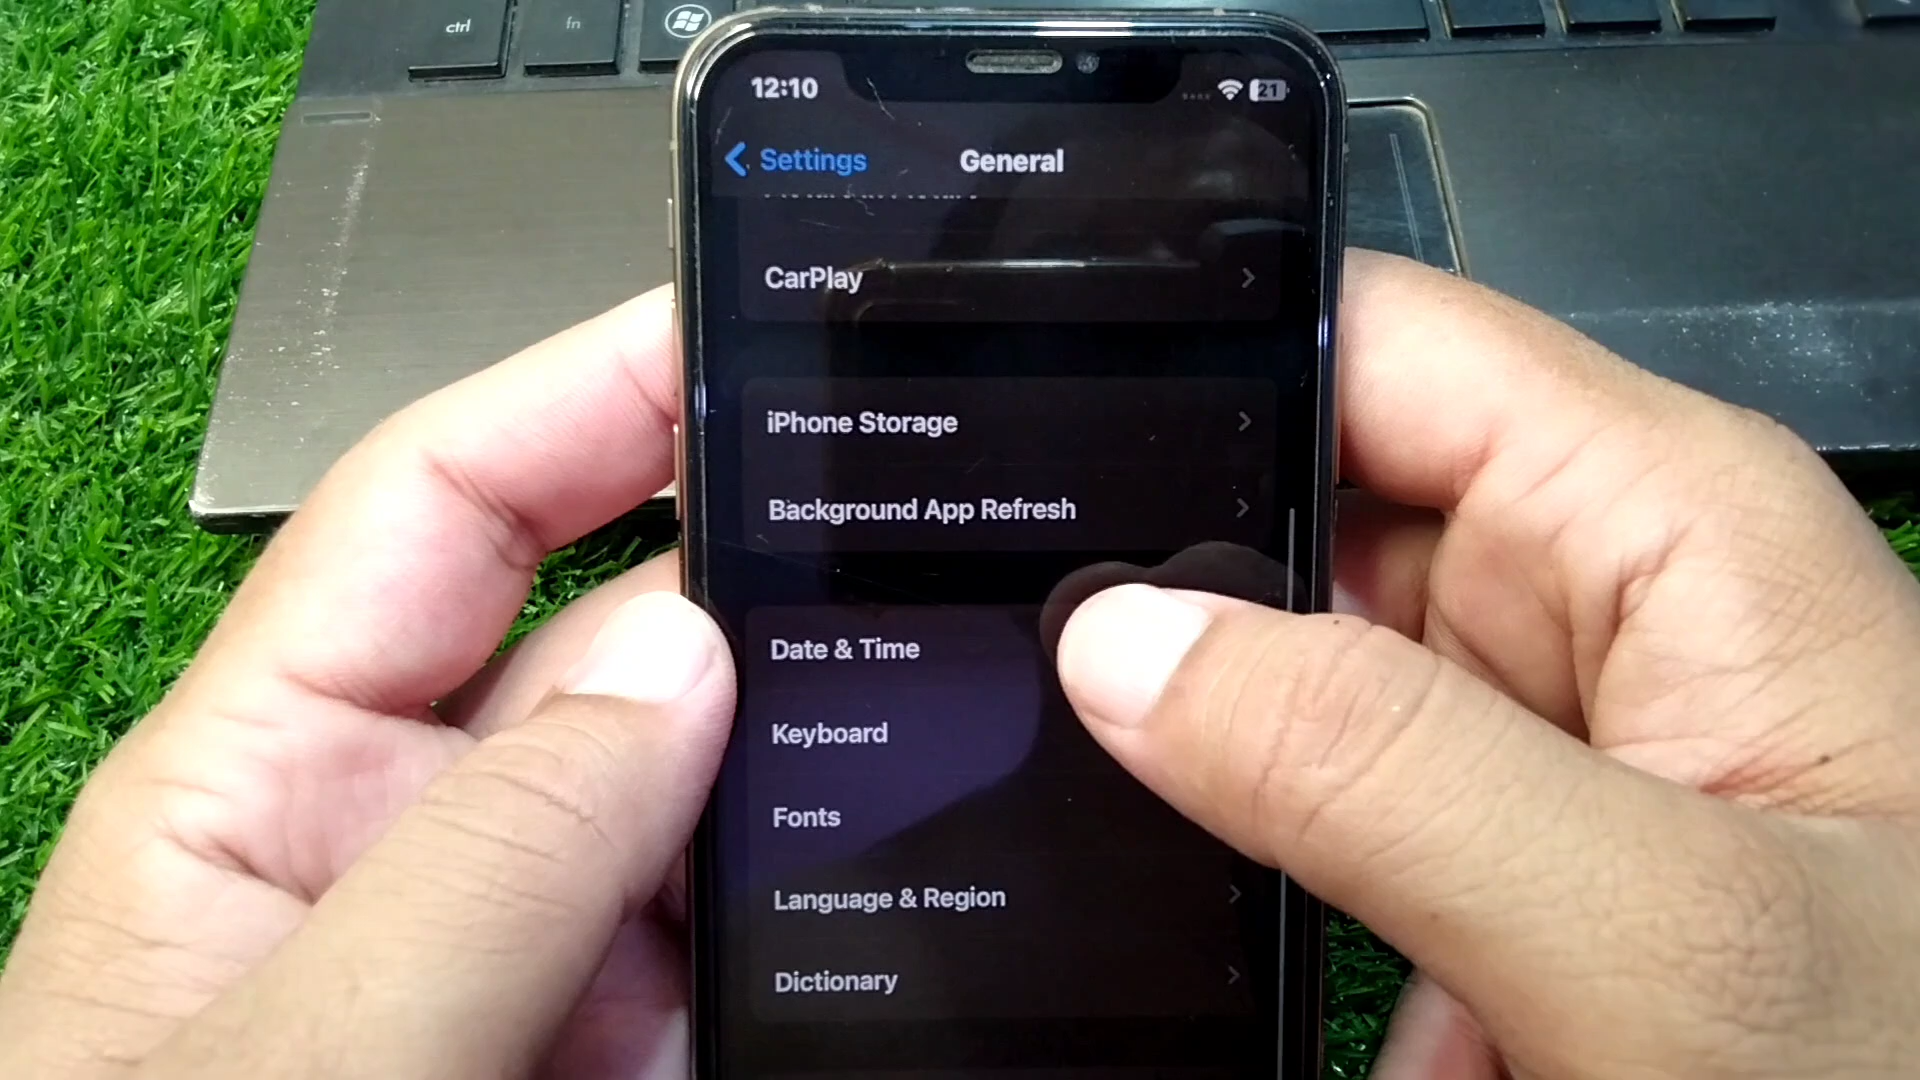 ctrl
fn
12:10
21
Settings
General
CarPlay
iPhone Storage
Background App Refresh
Date & Time
Keyboard
Fonts
Language & Region
Dictionary